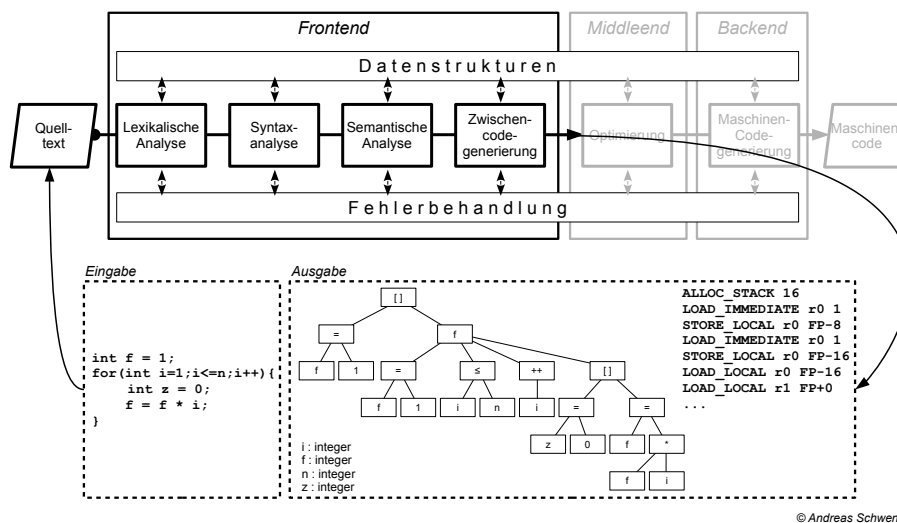 Frontend
Middleend
Backend
Datenstrukturen
Quell-
text
Lexikalische
Analyse
Syntax-
analyse
Semantische
Analyse
Zwischen-
code-
generierung
Optimierung
Maschinen-
Code-
generierung
Maschinen
code
Fehlerbehandlung
Eingabe
int f = 1;
for(int i=1;i<=n;i++){
int z = 0;
f = f * i;
}
Ausgabe
[ ]
= f
f 1 = ≤ ++ [ ]
f 1 i n i = =
z 0 f *
f i
i : integer
f : integer
n : integer
z : integer
ALLOC_STACK 16
LOAD_IMMEDIATE r0 1
STORE_LOCAL r0 FP-8
LOAD_IMMEDIATE r0 1
STORE_LOCAL r0 FP-16
LOAD_LOCAL r0 FP-16
LOAD_LOCAL r1 FP+0
...
© Andreas Schwen